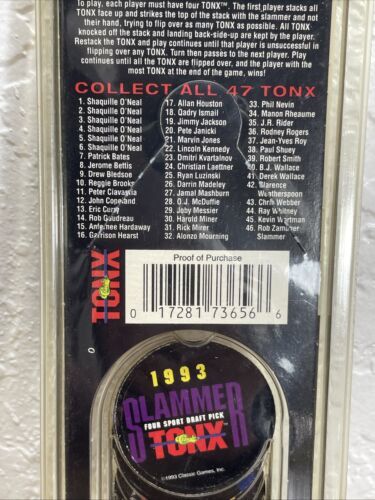 To play, each player must have four TONX™. The first player stacks all
TONX face up and strikes the top of the stack with the slammer and not
their hand, trying to flip over as many TONX as possible. All TONX
knocked off the stack and landing back side-up are kept by the player.
Restack the TONX and play continues until that player is unsuccessful in
flipping over any TONX. Turn then passes to the next player. Play
continues until all the TONX are flipped over, and the player with the
most TONX at the end of the game, wins!
COLLECT ALL 47 TONX
1. Shaquille O'Neal
2. Shaquille O'Neal
3. Shaquille O'Neal
4. Shaquille O'Neal
5. Shaquille O'Neal
6. Shaquille O'Neal
7. Patrick Bates
8. Jerome Bettis
9. Drew Bledsoe
10. Reggie Brooks
11. Peter Ciavaglia
12. John Copeland
13. Eric Curry
14. Rob Gaudreau
15. Anfernee Hardaway
16. Garrison Hearst
17. Allan Houston
18. Qadry Ismail
19. Jimmy Jackson
20. Pete Janicki
21. Marvin Jones
22. Lincoln Kennedy
23. Dmitri Kvartalnov
24. Christian Laettner
25. Ryan Luzinski
26. Darrin Madeley
27. Jamal Mashburn
28. O.J. McDuffie
29. Joby Messier
30. Harold Miner
31. Rick Mirer
32. Alonzo Mourning
33. Phil Nevin
34. Manon Rheaume
35. J.R. Rider
36. Rodney Rogers
37. Jean-Yves Roy
38. Paul Shuey
39. Robert Smith
40. B.J. Wallace
41. Derek Wallace
42. Clarence
Weatherspoon
43. Chris Webber
44. Ray Whitney
45. Kevin Wortman
46. Rob Zamuner
Slammer
Proof of Purchase
TONX
Classic
0 17281 73656 6
1993
SLAMMER
FOUR SPORT DRAFT PICK
TONX™
Classic
©1993 Classic Games, Inc.